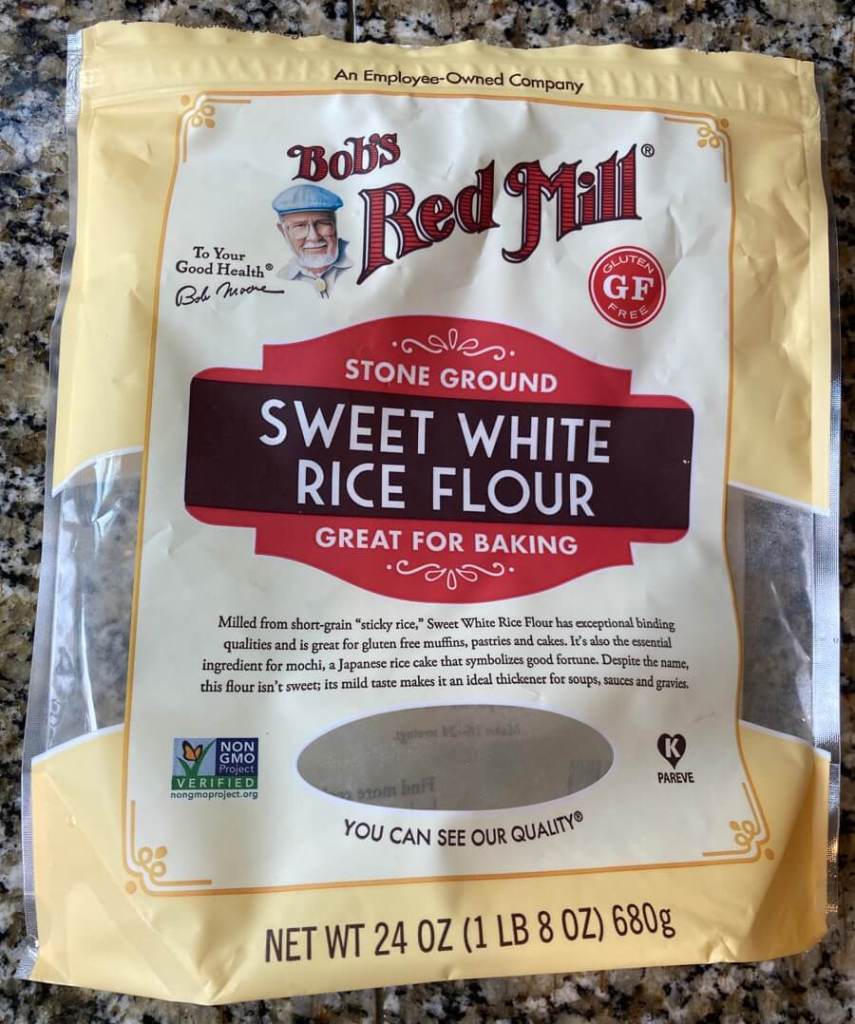 An Employee-Owned Company
Bob's
Red Mill®
To Your
Good Health®
Bob Moore
GLUTEN
GF
FREE
STONE GROUND
SWEET WHITE
RICE FLOUR
GREAT FOR BAKING
Milled from short-grain “sticky rice,” Sweet White Rice Flour has exceptional binding
qualities and is great for gluten free muffins, pastries and cakes. It's also the essential
ingredient for mochi, a Japanese rice cake that symbolizes good fortune. Despite the name,
this flour isn't sweet; its mild taste makes it an ideal thickener for soups, sauces and gravies.
NON
GMO
Project
VERIFIED
nongmoproject.org
K
PAREVE
Find more
YOU CAN SEE OUR QUALITY®
NET WT 24 OZ (1 LB 8 OZ) 680g